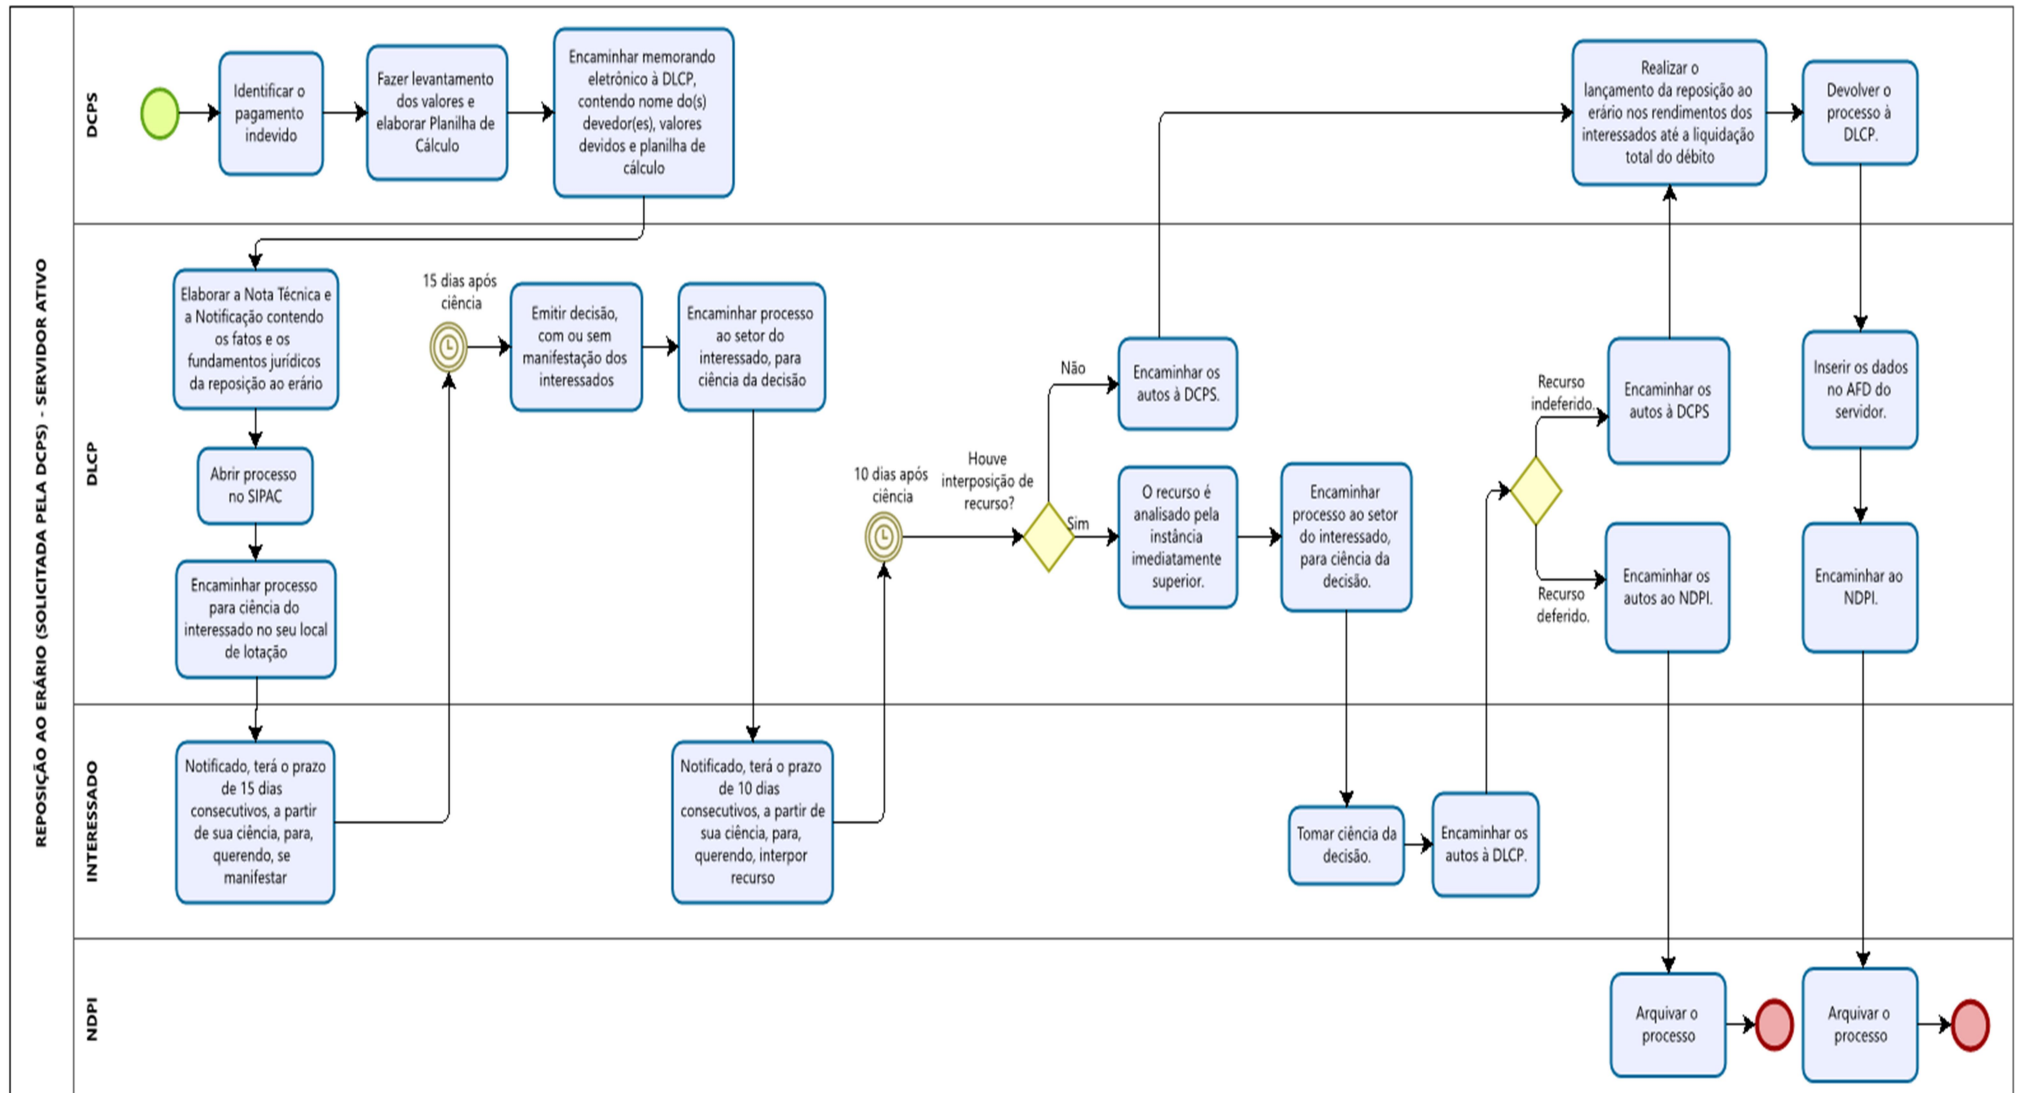 REPOSIÇÃO AO ERÁRIO (SOLICITADA PELA DCPS) - SERVIDOR ATIVO
DCPS
Identificar o
pagamento
indevido
Fazer levantamento
dos valores e
elaborar Planilha de
Cálculo
Encaminhar memorando
eletrônico à DLCP,
contendo nome do(s)
devedor(es), valores
devidos e planilha de
cálculo
Realizar o
lançamento da reposição ao
erário nos rendimentos dos
interessados até a liquidação
total do débito
Devolver o
processo à
DLCP.
DLCP
Elaborar a Nota Técnica e
a Notificação contendo
os fatos e os
fundamentos jurídicos
da reposição ao erário
Abrir processo
no SIPAC
Encaminhar processo
para ciência do
interessado no seu local
de lotação
15 dias após
ciência
Emitir decisão,
com ou sem
manifestação dos
interessados
Encaminhar processo
ao setor do
interessado, para
ciência da decisão
10 dias após
ciência
Houve
interposição de
recurso?
Não
Sim
Encaminhar os
autos à DCPS.
O recurso é
analisado pela
instância
imediatamente
superior.
Encaminhar
processo ao setor
do interessado,
para ciência da
decisão.
Recurso
indeferido.
Recurso
deferido.
Encaminhar os
autos à DCPS
Encaminhar os
autos ao NDPI.
Inserir os dados
no AFD do
servidor.
Encaminhar ao
NDPI.
INTERESSADO
Notificado, terá o prazo
de 15 dias
consecutivos, a partir
de sua ciência, para,
querendo, se
manifestar
Notificado, terá o prazo
de 10 dias
consecutivos, a partir de
sua ciência, para,
querendo, interpor
recurso
Tomar ciência da
decisão.
Encaminhar os
autos à DLCP.
NDPI
Arquivar o
processo
Arquivar o
processo